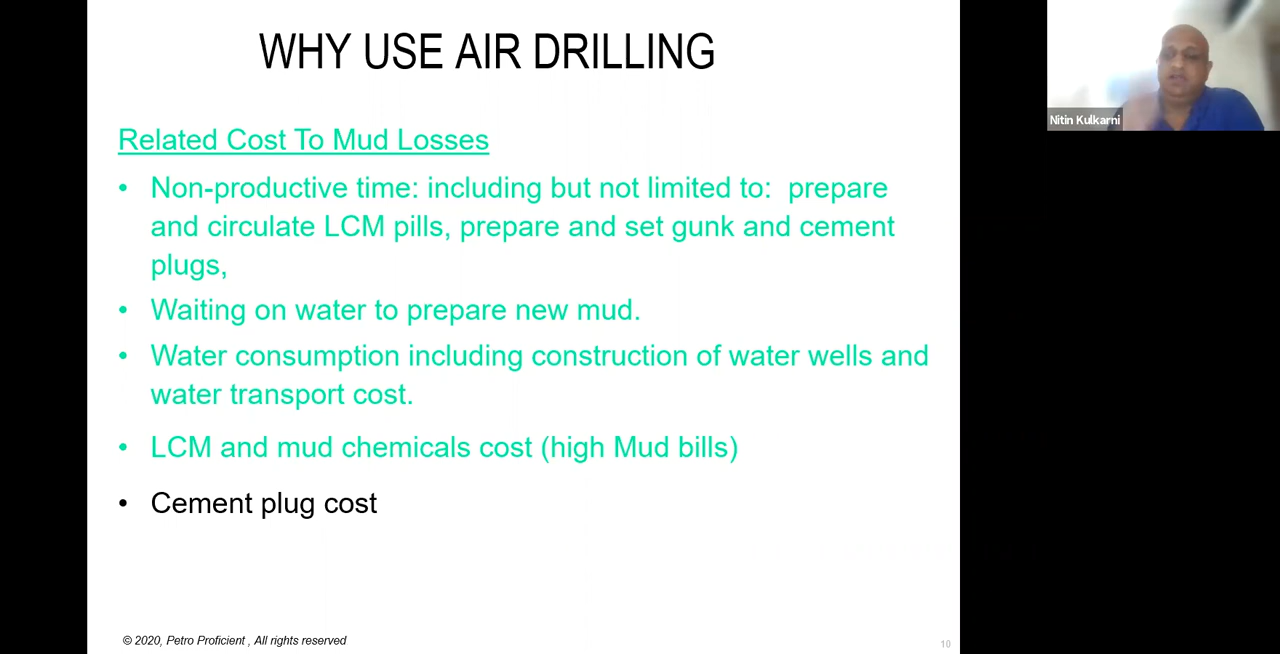 WHY USE AIR DRILLING
Nitin Kulkarni
Related Cost To Mud Losses
• Non-productive time: including but not limited to: prepare
and circulate LCM pills, prepare and set gunk and cement
plugs,
• Waiting on water to prepare new mud.
• Water consumption including construction of water wells and
water transport cost.
• LCM and mud chemicals cost (high Mud bills)
• Cement plug cost
© 2020, Petro Proficient , All rights reserved
10